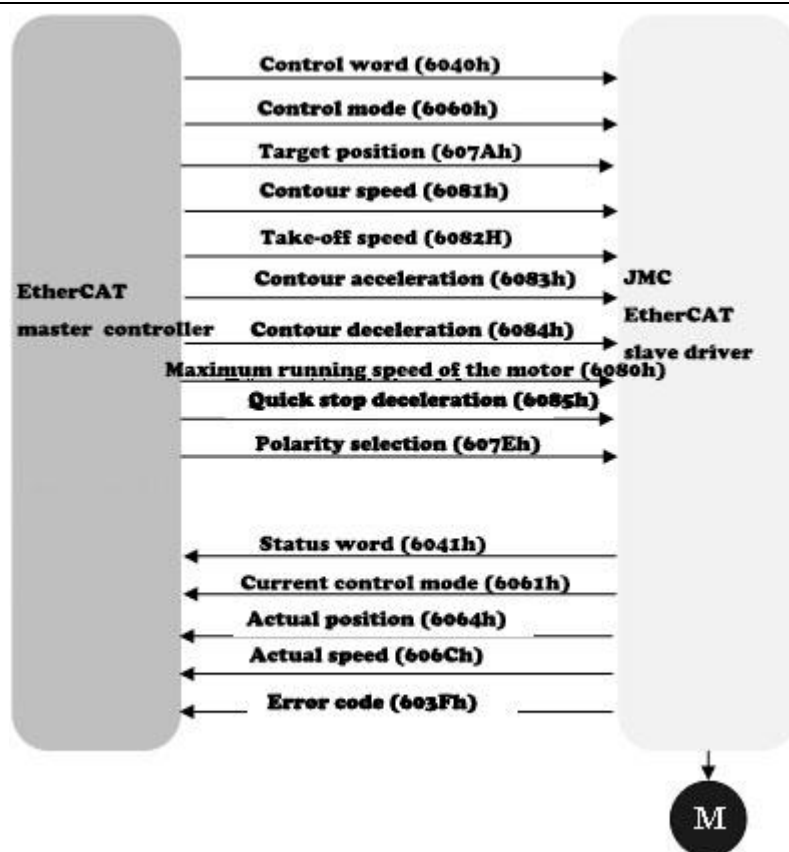 Control word (6040h)
Control mode (6060h)
Target position (607Ah)
Contour speed (6081h)
Take-off speed (6082H)
Contour acceleration (6083h)
Contour deceleration (6084h)
Maximum running speed of the motor (6080h)
Quick stop deceleration (6085h)
Polarity selection (607Eh)
Status word (6041h)
Current control mode (6061h)
Actual position (6064h)
Actual speed (606Ch)
Error code (603Fh)
EtherCAT
master controller
JMC
EtherCAT
slave driver
M